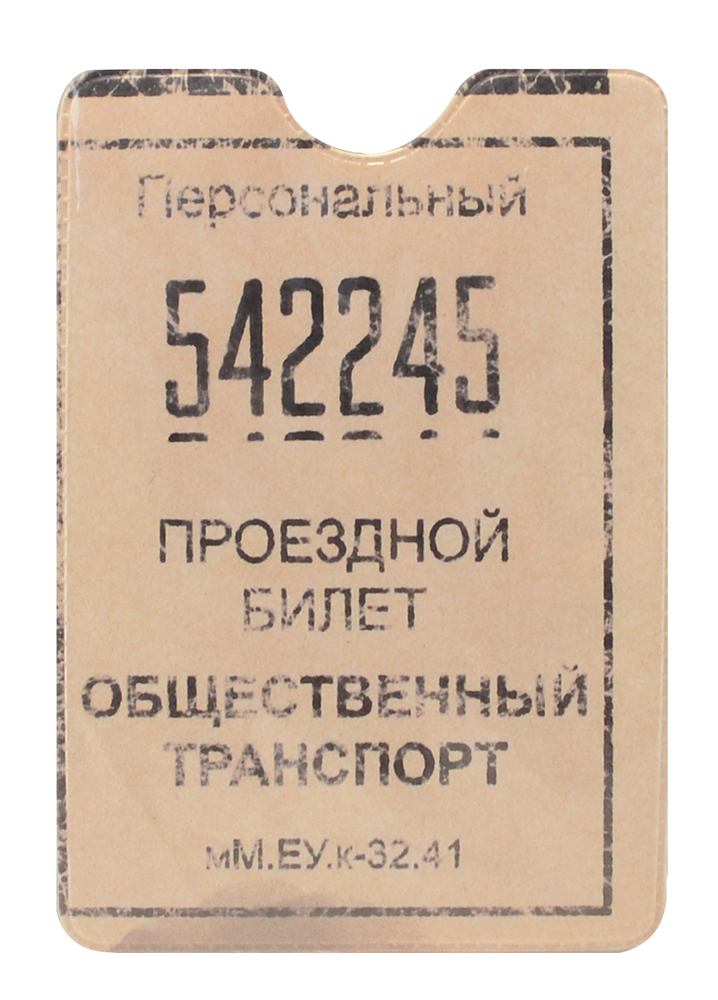 Персональный
542245
ПРОЕЗДНОЙ
БИЛЕТ
ОБЩЕСТВЕННЫЙ
ТРАНСПОРТ
мМ.ЕУ.к-32.41